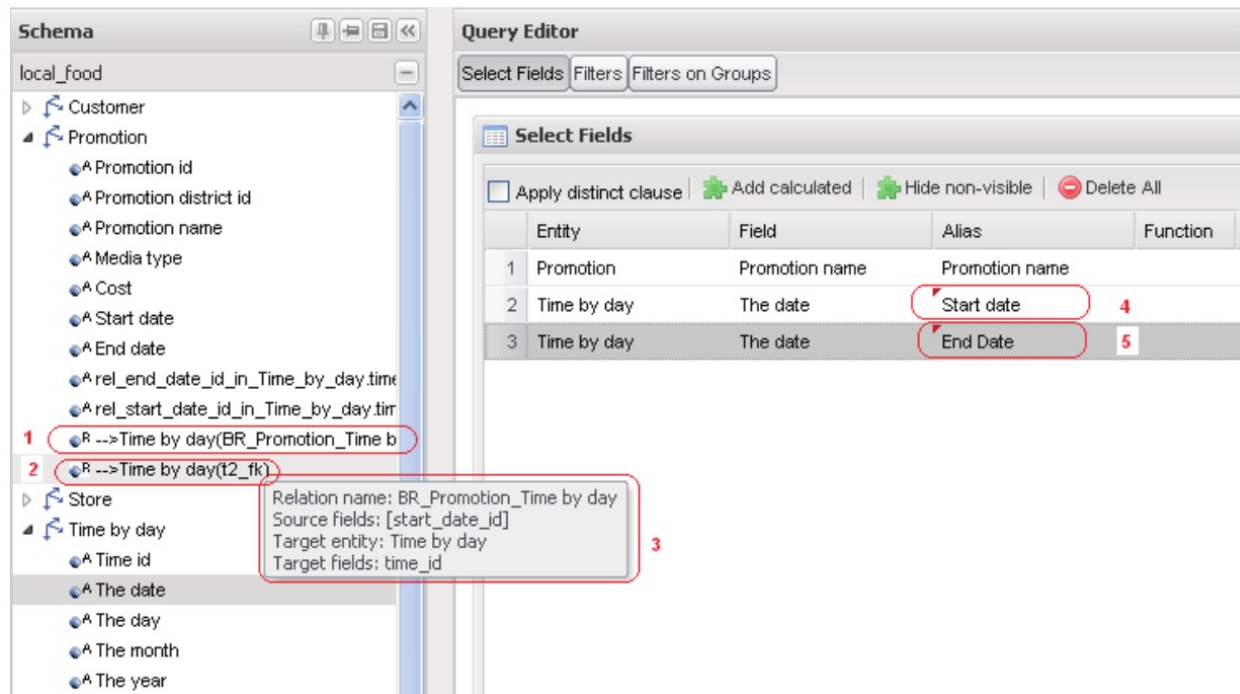 Schema
local_food
Customer
Promotion
A Promotion id
A Promotion district id
A Promotion name
A Media type
A Cost
A Start date
A End date
A rel_end_date_id_in_Time_by_day.time
A rel_start_date_id_in_Time_by_day.tim
1 R -->Time by day(BR_Promotion_Time b
2 R -->Time by day(t2_fk)
Store
Time by day
A Time id
A The date
A The day
A The month
A The year
Relation name: BR_Promotion_Time by day
Source fields: [start_date_id]
Target entity: Time by day
Target fields: time_id
3
Query Editor
Select Fields Filters Filters on Groups
Select Fields
Apply distinct clause Add calculated Hide non-visible Delete All
Entity Field Alias Function
1 Promotion Promotion name Promotion name
2 Time by day The date Start date 4
3 Time by day The date End Date 5